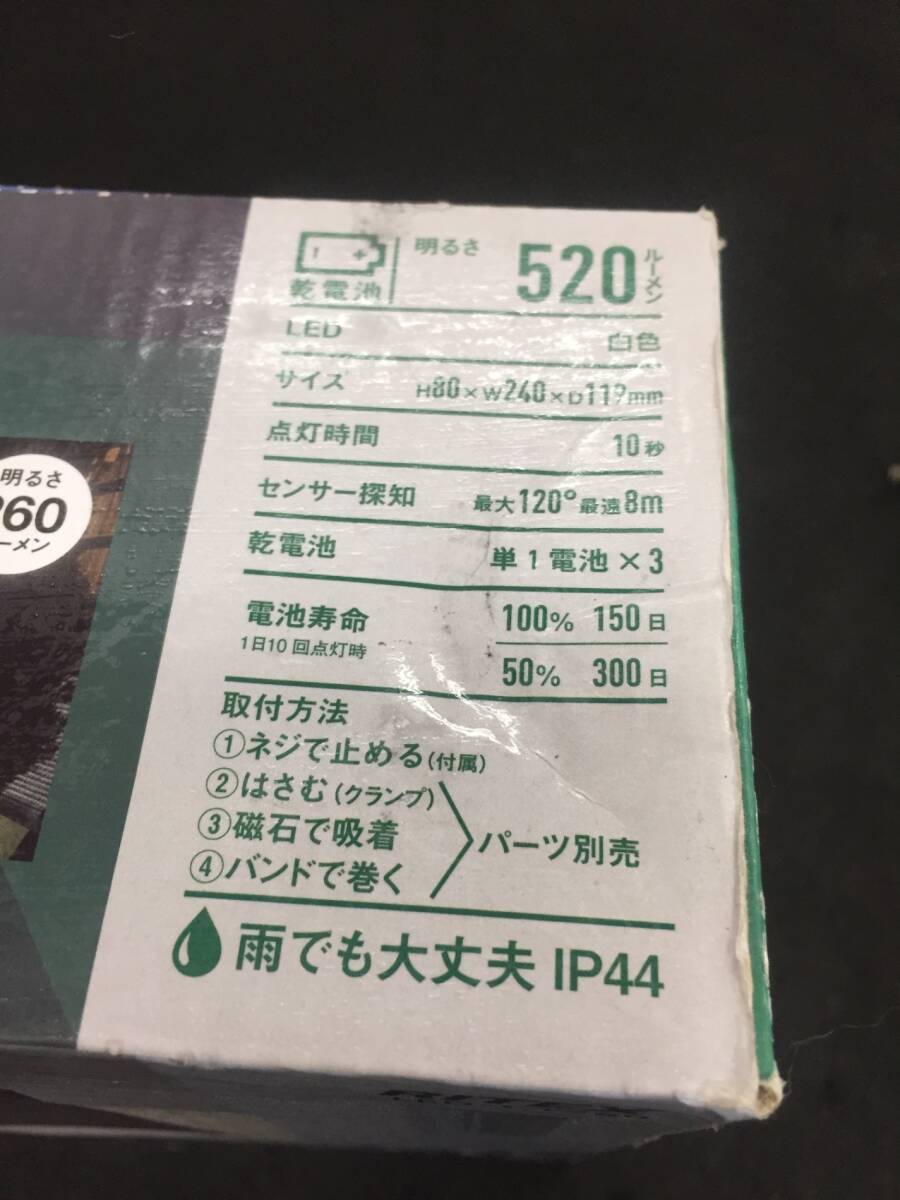 乾電池
明るさ 520 ルーメン
LED 白色
サイズ H80×W240×D119mm
点灯時間 10秒
センサー探知 最大120°最遠8m
乾電池 単1電池×3
電池寿命 100% 150日
1日10回点灯時
50% 300日
取付方法
①ネジで止める(付属)
②はさむ(クランプ)
③磁石で吸着
④バンドで巻く
パーツ別売
雨でも大丈夫 IP44
明るさ
260
ーメン